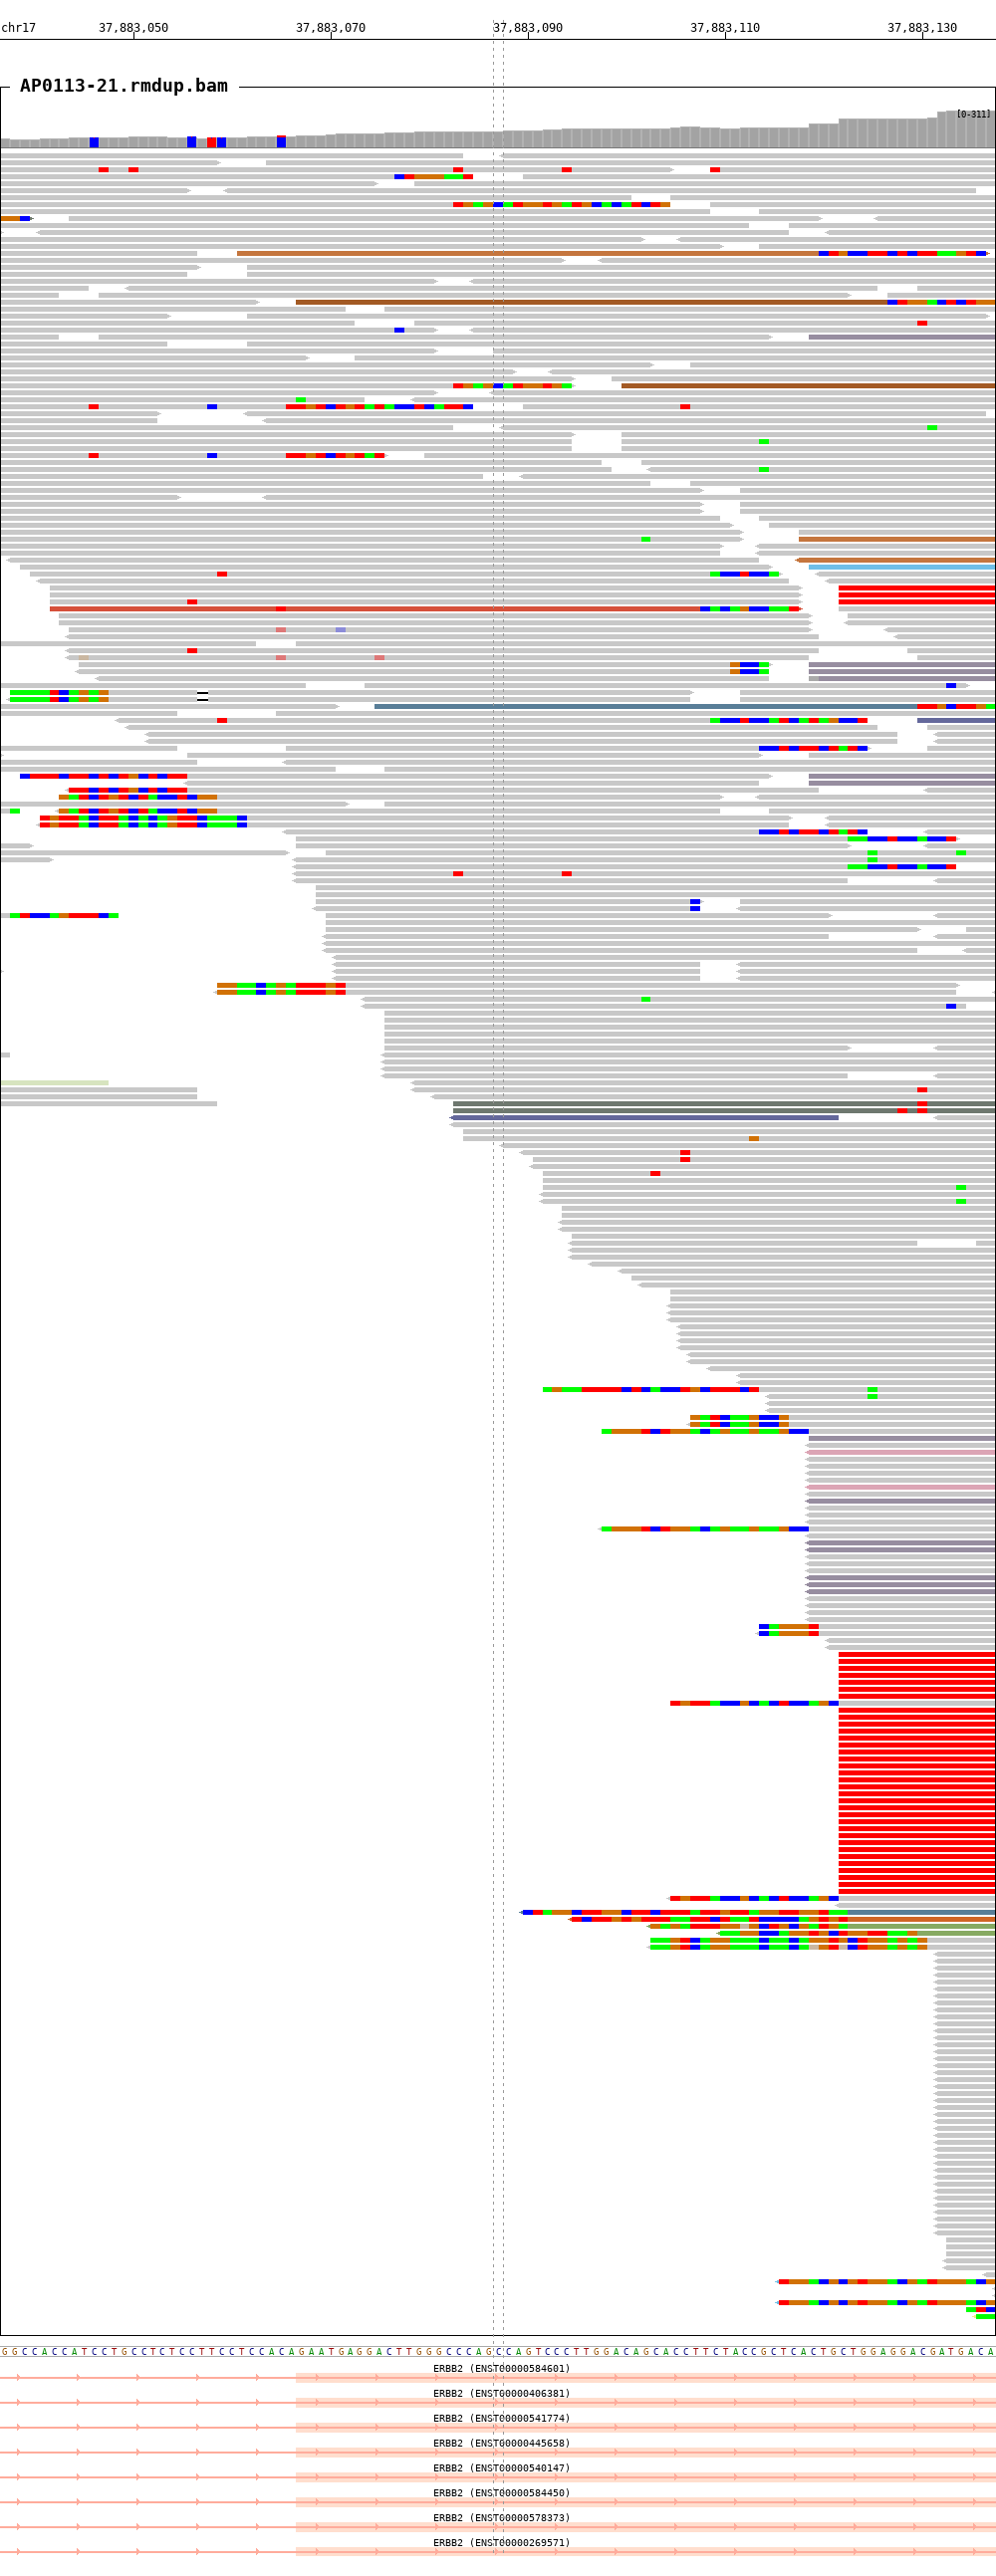 chr17 37,883,050 37,883,070 37,883,090 37,883,110 37,883,130
AP0113-21.rmdup.bam
[0-311]
GGCCACCATCCTGCCTCTCCTTCCTCCACAGAATGAGGACTTGGGCCCAGCCAGTCCCTTGGACAGCACCTTCTACCGCTCACTGCTGGAGGACGATGACA
ERBB2 (ENST00000584601)
ERBB2 (ENST00000406381)
ERBB2 (ENST00000541774)
ERBB2 (ENST00000445658)
ERBB2 (ENST00000540147)
ERBB2 (ENST00000584450)
ERBB2 (ENST00000578373)
ERBB2 (ENST00000269571)